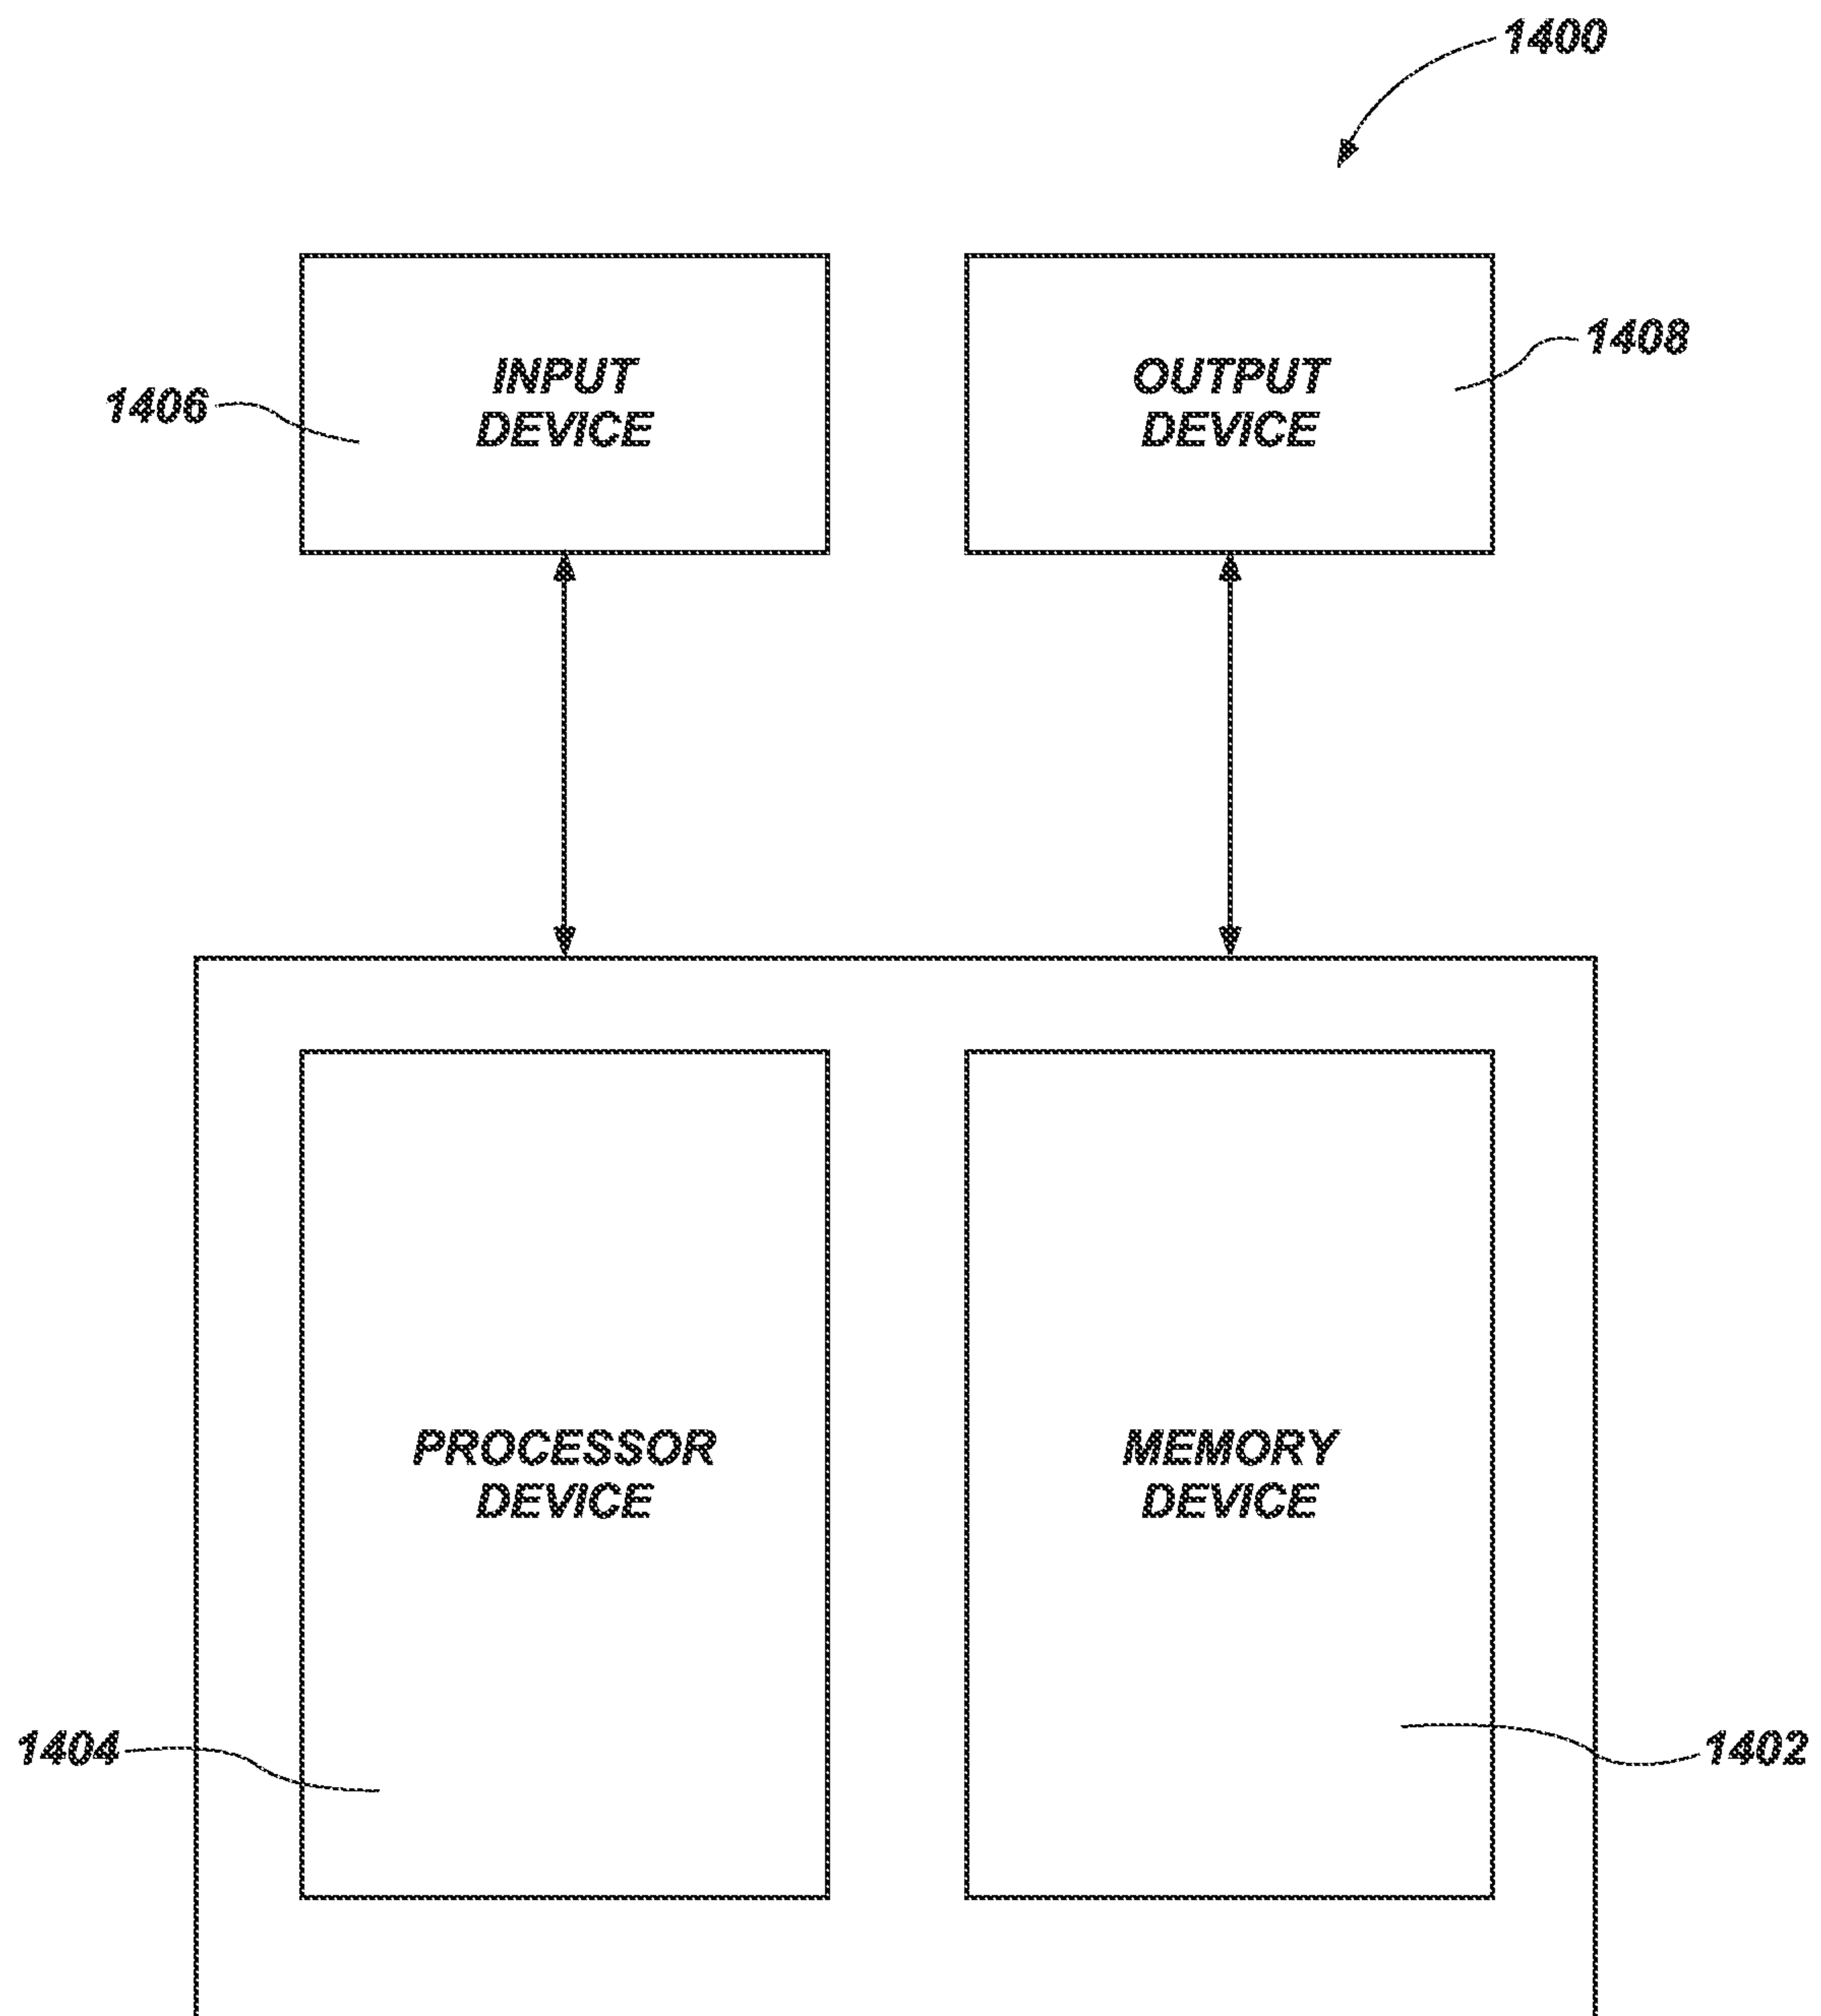 1400
INPUT
DEVICE
1406
OUTPUT
DEVICE
1408
PROCESSOR
DEVICE
1404
MEMORY
DEVICE
1402